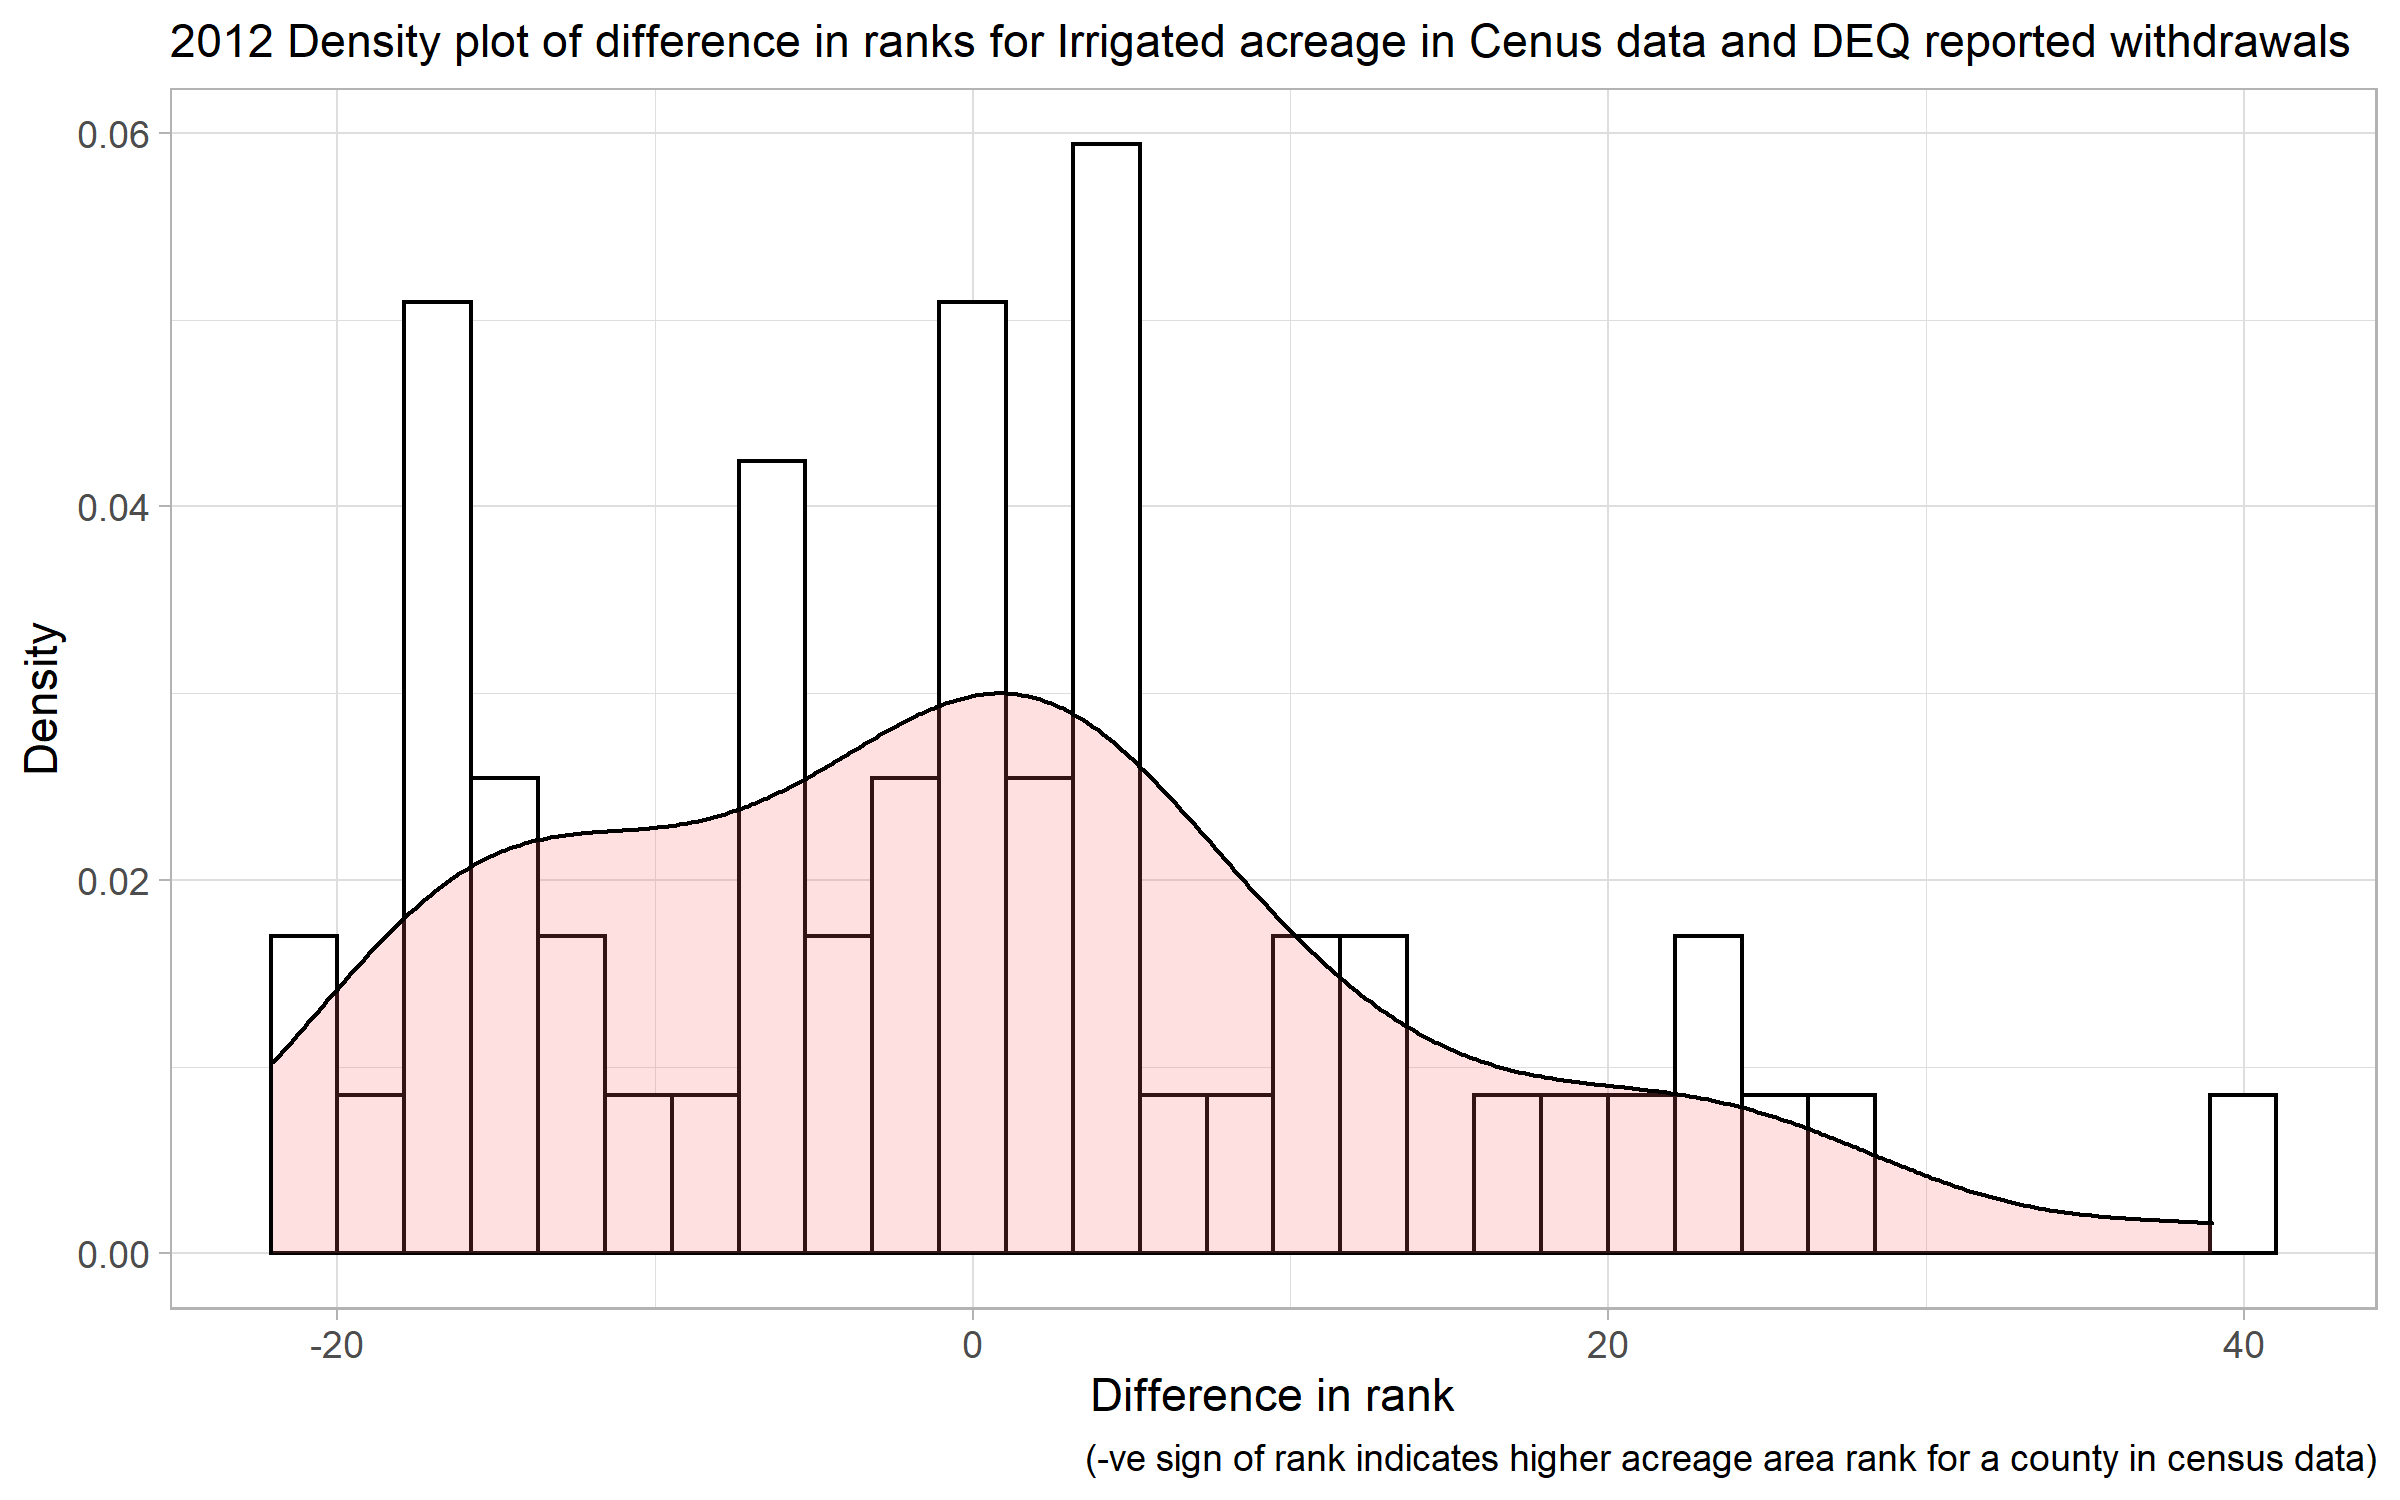 2012 Density plot of difference in ranks for Irrigated acreage in Cenus data and DEQ reported withdrawals
0.06
0.04
0.02
0.00
Density
-20 0 20 40
Difference in rank
(-ve sign of rank indicates higher acreage area rank for a county in census data)